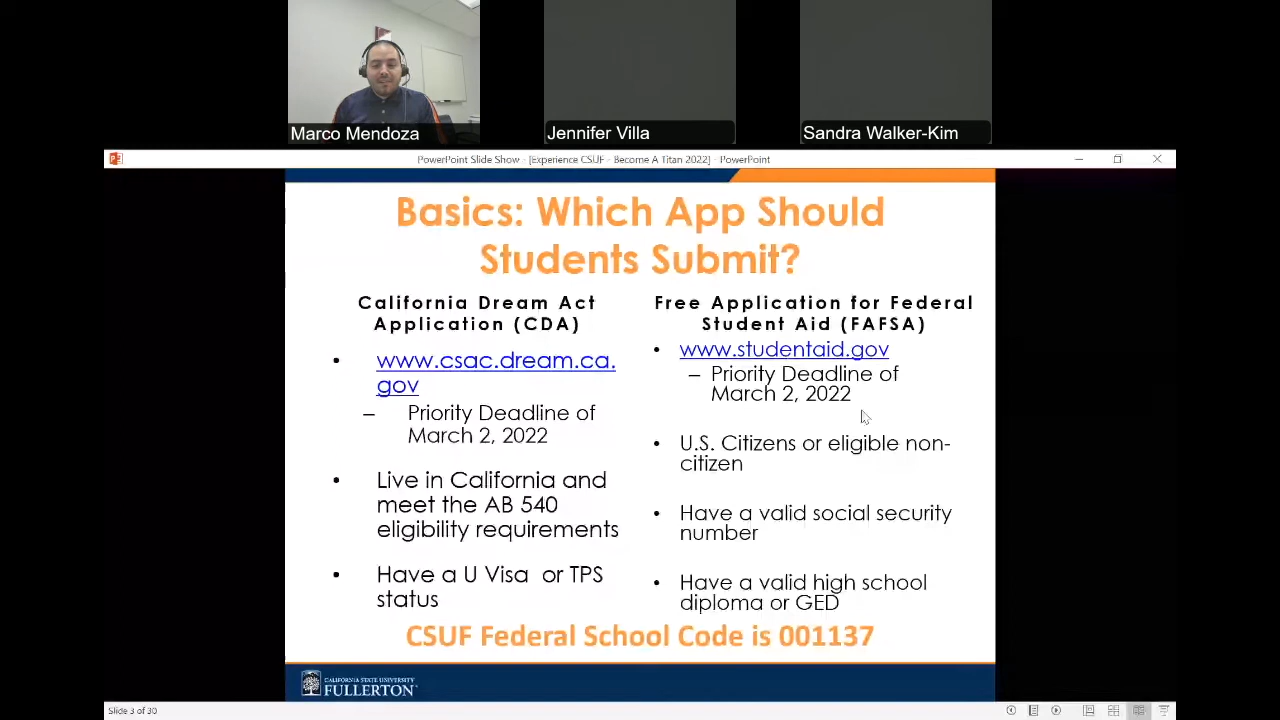 Marco Mendoza
Jennifer Villa
Sandra Walker-Kim
PowerPoint Slide Show - [Experience CSUF - Become A Titan 2022] - PowerPoint
Basics: Which App Should
Students Submit?
California Dream Act
Application (CDA)
• www.csac.dream.ca.
gov
– Priority Deadline of
March 2, 2022
• Live in California and
meet the AB 540
eligibility requirements
• Have a U Visa or TPS
status
Free Application for Federal
Student Aid (FAFSA)
• www.studentaid.gov
– Priority Deadline of
March 2, 2022
• U.S. Citizens or eligible non-
citizen
• Have a valid social security
number
• Have a valid high school
diploma or GED
CSUF Federal School Code is 001137
CALIFORNIA STATE UNIVERSITY
FULLERTON
Slide 3 of 30